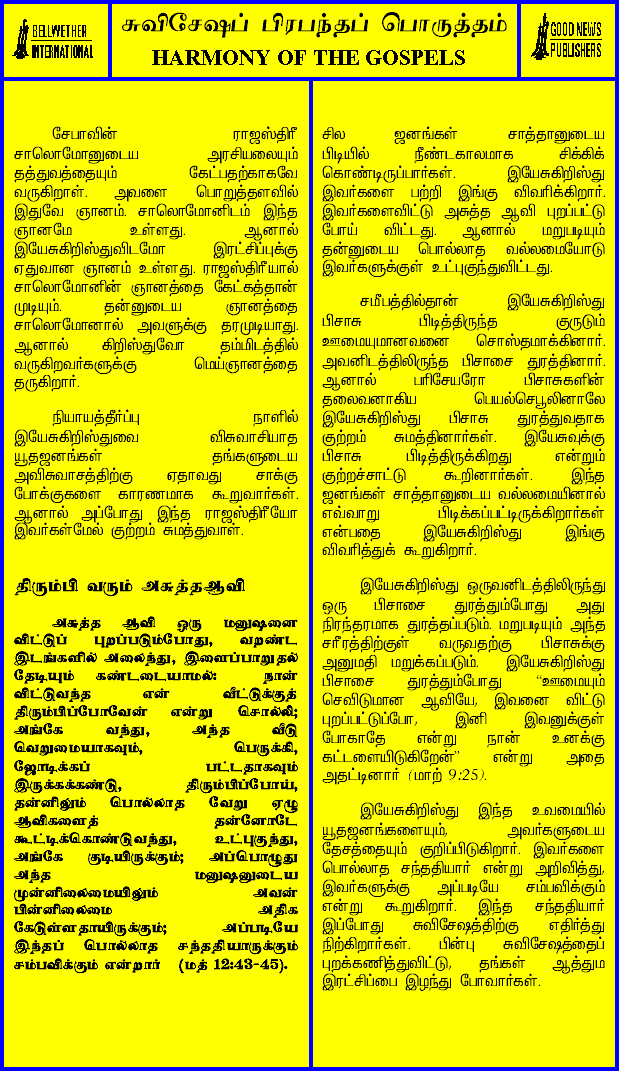 BELLWETHER
INTERNATIONAL
சுவிசேஷப் பிரபந்தப் பொருத்தம்
HARMONY OF THE GOSPELS
GOOD NEWS
PUBLISHERS
சேபாவின் ராஜஸ்திரீ
சாலொமோனுடைய அரசியலையும்
தத்துவத்தையும் கேட்பதற்காகவே
வருகிறாள். அவளை பொறுத்தளவில்
இதுவே ஞானம். சாலொமோனிடம் இந்த
ஞானமே உள்ளது. ஆனால்
இயேசுகிறிஸ்துவிடமோ இரட்சிப்புக்கு
ஏதுவான ஞானம் உள்ளது. ராஜஸ்திரீயால்
சாலொமோனின் ஞானத்தை கேட்கத்தான்
முடியும். தன்னுடைய ஞானத்தை
சாலொமோனால் அவளுக்கு தரமுடியாது.
ஆனால் கிறிஸ்துவோ தம்மிடத்தில்
வருகிறவர்களுக்கு மெய்ஞானத்தை
தருகிறார்.
நியாயத்தீர்ப்பு நாளில்
இயேசுகிறிஸ்துவை விசுவாசியாத
யூதஜனங்கள் தங்களுடைய
அவிசுவாசத்திற்கு ஏதாவது சாக்கு
போக்குகளை காரணமாக கூறுவார்கள்.
ஆனால் அப்போது இந்த ராஜஸ்திரீயோ
இவர்கள்மேல் குற்றம் சுமத்துவாள்.
திரும்பி வரும் அசுத்தஆவி
அசுத்த ஆவி ஒரு மனுஷனை
விட்டுப் புறப்படும்போது, வறண்ட
இடங்களில் அலைந்து, இளைப்பாறுதல்
தேடியும் கண்டடையாமல்: நான்
விட்டுவந்த என் வீட்டுக்குத்
திரும்பிப்போவேன் என்று சொல்லி;
அங்கே வந்து, அந்த வீடு
வெறுமையாகவும், பெருக்கி,
ஜோடிக்கப் பட்டதாகவும்
இருக்கக்கண்டு, திரும்பிப்போய்,
தன்னிலும் பொல்லாத வேறு ஏழு
ஆவிகளைத் தன்னோடே
கூட்டிக்கொண்டுவந்து, உட்புகுந்து,
அங்கே குடியிருக்கும்; அப்பொழுது
அந்த மனுஷனுடைய
முன்னிலைமையிலும் அவன்
பின்னிலைமை அதிக
கேடுள்ளதாயிருக்கும்; அப்படியே
இந்தப் பொல்லாத சந்ததியாருக்கும்
சம்பவிக்கும் என்றார் (மத் 12:43-45).
சில ஜனங்கள் சாத்தானுடைய
பிடியில் நீண்டகாலமாக சிக்கிக்
கொண்டிருப்பார்கள். இயேசுகிறிஸ்து
இவர்களை பற்றி இங்கு விவரிக்கிறார்.
இவர்களைவிட்டு அசுத்த ஆவி புறப்பட்டு
போய் விட்டது. ஆனால் மறுபடியும்
தன்னுடைய பொல்லாத வல்லமையோடு
இவர்களுக்குள் உட்புகுந்துவிட்டது.
சமீபத்தில்தான் இயேசுகிறிஸ்து
பிசாசு பிடித்திருந்த குருடும்
ஊமையுமானவனை சொஸ்தமாக்கினார்.
அவனிடத்திலிருந்த பிசாசை துரத்தினார்.
ஆனால் பரிசேயரோ பிசாசுகளின்
தலைவனாகிய பெயல்செபூலினாலே
இயேசுகிறிஸ்து பிசாசு துரத்துவதாக
குற்றம் சுமத்தினார்கள். இயேசுவுக்கு
பிசாசு பிடித்திருக்கிறது என்றும்
குற்றச்சாட்டு கூறினார்கள். இந்த
ஜனங்கள் சாத்தானுடைய வல்லமையினால்
எவ்வாறு பிடிக்கப்பட்டிருக்கிறார்கள்
என்பதை இயேசுகிறிஸ்து இங்கு
விவரித்துக் கூறுகிறார்.
இயேசுகிறிஸ்து ஒருவனிடத்திலிருந்து
ஒரு பிசாசை துரத்தும்போது அது
நிரந்தரமாக துரத்தப்படும். மறுபடியும் அந்த
சரீரத்திற்குள் வருவதற்கு பிசாசுக்கு
அனுமதி மறுக்கப்படும். இயேசுகிறிஸ்து
பிசாசை துரத்தும்போது “ஊமையும்
செவிடுமான ஆவியே, இவனை விட்டு
புறப்பட்டுப்போ, இனி இவனுக்குள்
போகாதே என்று நான் உனக்கு
கட்டளையிடுகிறேன்” என்று அதை
அதட்டினார் (மாற் 9:25).
இயேசுகிறிஸ்து இந்த உவமையில்
யூதஜனங்களையும், அவர்களுடைய
தேசத்தையும் குறிப்பிடுகிறார். இவர்களை
பொல்லாத சந்ததியார் என்று அறிவித்து,
இவர்களுக்கு அப்படியே சம்பவிக்கும்
என்று கூறுகிறார். இந்த சந்ததியார்
இப்போது சுவிசேஷத்திற்கு எதிர்த்து
நிற்கிறார்கள். பின்பு சுவிசேஷத்தைப்
புறக்கணித்துவிட்டு, தங்கள் ஆத்தும
இரட்சிப்பை இழந்து போவார்கள்.